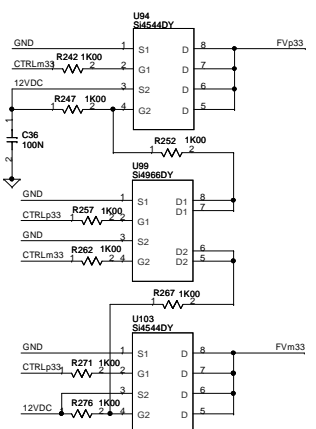 U94
Si4544DY
GND 1 S1 D 8 FVp33
CTRLm33 R242 1K00 1 2 2 G1 D 7
12VDC 3 S2 D 6
R247 1K00 1 2 4 G2 D 5
1
C36
100N
2
R252 1K00
1 2
U99
Si4966DY
GND 1 S1 D1 8
CTRLp33 R257 1K00 1 2 2 G1 D1 7
GND 3 S2 D2 6
CTRLm33 R262 1K00 1 2 4 G2 D2 5
R267 1K00
1 2
U103
Si4544DY
GND 1 S1 D 8 FVm33
CTRLp33 R271 1K00 1 2 2 G1 D 7
3 S2 D 6
12VDC R276 1K00 1 2 4 G2 D 5